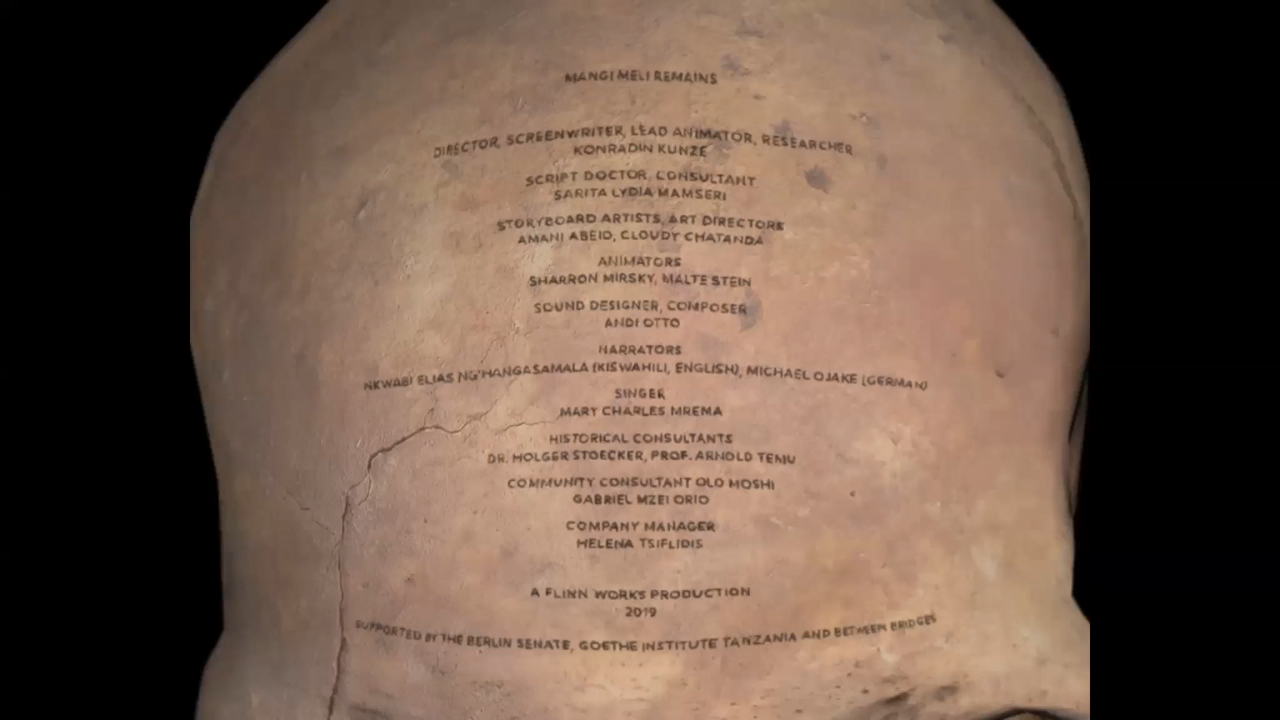 MANGI MELI REMAINS
DIRECTOR, SCREENWRITER, LEAD ANIMATOR, RESEARCHER
KONRADIN KUNZE
SCRIPT DOCTOR, CONSULTANT
SARITA LYDIA MAMSERI
STORYBOARD ARTISTS, ART DIRECTORS
AMANI ABEID, CLOUDY CHATANDA
ANIMATORS
SHARRON MIRSKY, MALTE STEIN
SOUND DESIGNER, COMPOSER
ANDI OTTO
NARRATORS
NKWABI ELIAS NG'HANGASAMALA (KISWAHILI, ENGLISH), MICHAEL OJAKE (GERMAN)
SINGER
MARY CHARLES MREMA
HISTORICAL CONSULTANTS
DR. HOLGER STOECKER, PROF. ARNOLD TEMU
COMMUNITY CONSULTANT OLD MOSHI
GABRIEL MZEI ORIO
COMPANY MANAGER
HELENA TSIFLIDIS
A FLINN WORKS PRODUCTION
2019
SUPPORTED BY THE BERLIN SENATE, GOETHE INSTITUTE TANZANIA AND BETWEEN BRIDGES